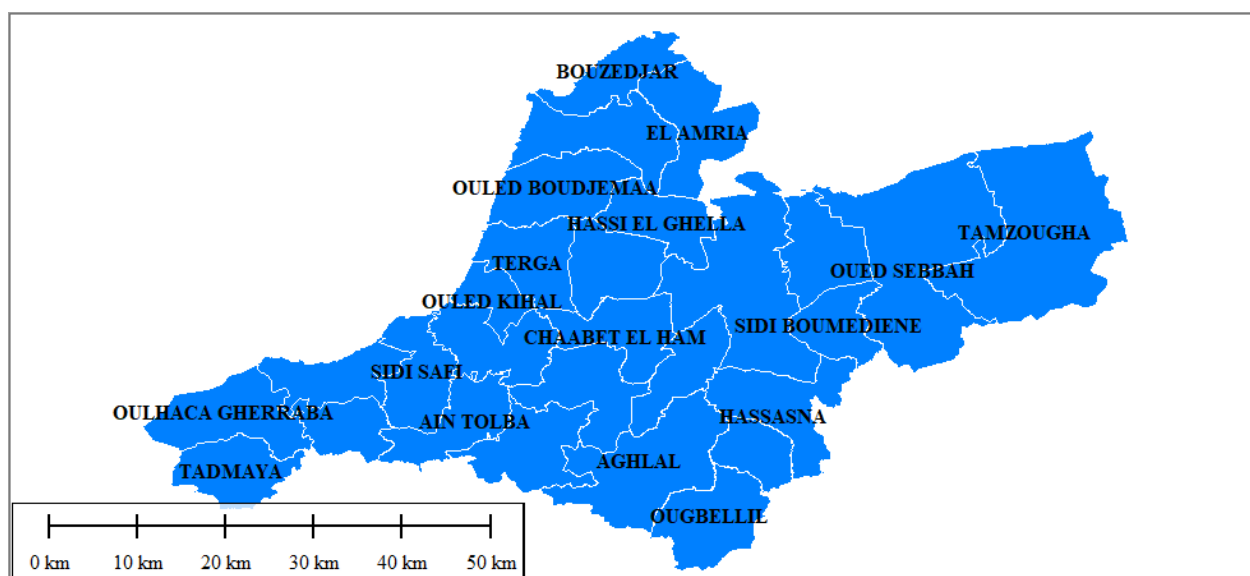 BOUZEDJAR
EL AMRIA
OULED BOUDJEMAA
HASSI EL GHELLA
TAMZOUGHA
TERGA
OUED SEBBAH
OULED KIHAL
SIDI BOUMEDIENE
CHAABET EL HAM
SIDI SAFI
OULHACA GHERRABA
HASSASNA
AIN TOLBA
AGHLAL
TADMAYA
OUGBELLIL
0 km 10 km 20 km 30 km 40 km 50 km